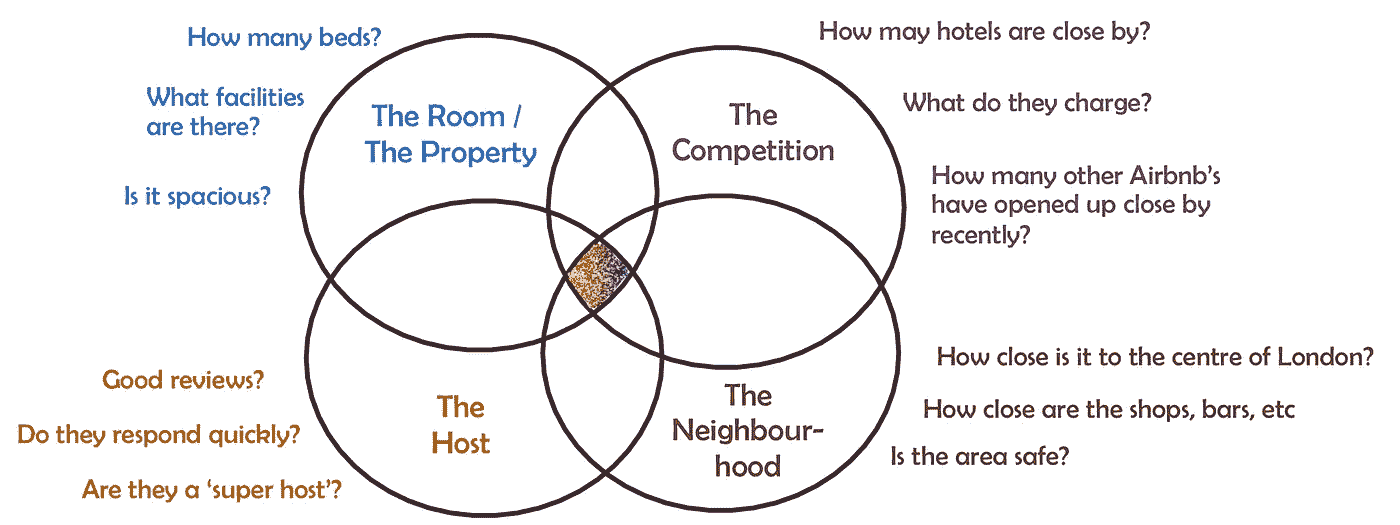 How many beds?
What facilities
are there?
Is it spacious?
The Room /
The Property
How may hotels are close by?
The
Competition
What do they charge?
How many other Airbnb's
have opened up close by
recently?
Good reviews?
Do they respond quickly?
Are they a 'super host'?
The
Host
The
Neighbour-
hood
How close is it to the centre of London?
How close are the shops, bars, etc
Is the area safe?